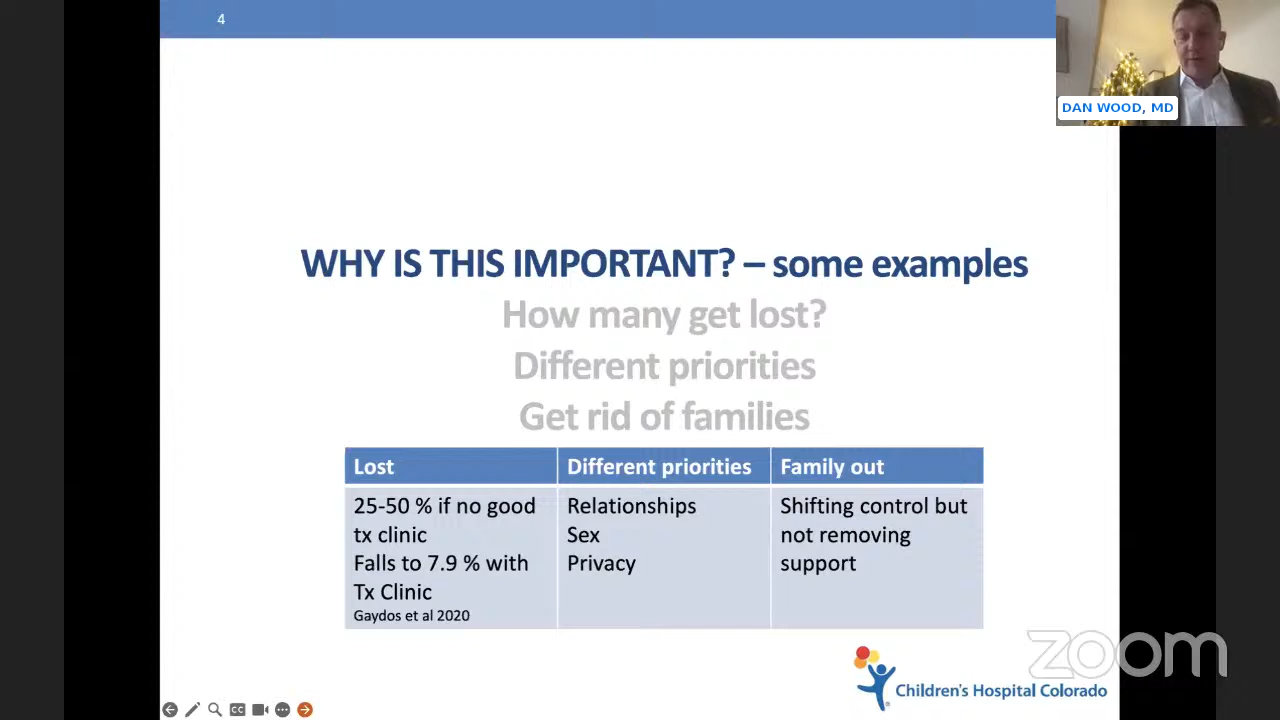 4
DAN WOOD, MD
WHY IS THIS IMPORTANT? – some examples
How many get lost?
Different priorities
Get rid of families
Lost
Different priorities
Family out
25-50 % if no good
tx clinic
Falls to 7.9 % with
Tx Clinic
Gaydos et al 2020
Relationships
Sex
Privacy
Shifting control but
not removing
support
zoom
Children's Hospital Colorado
CC